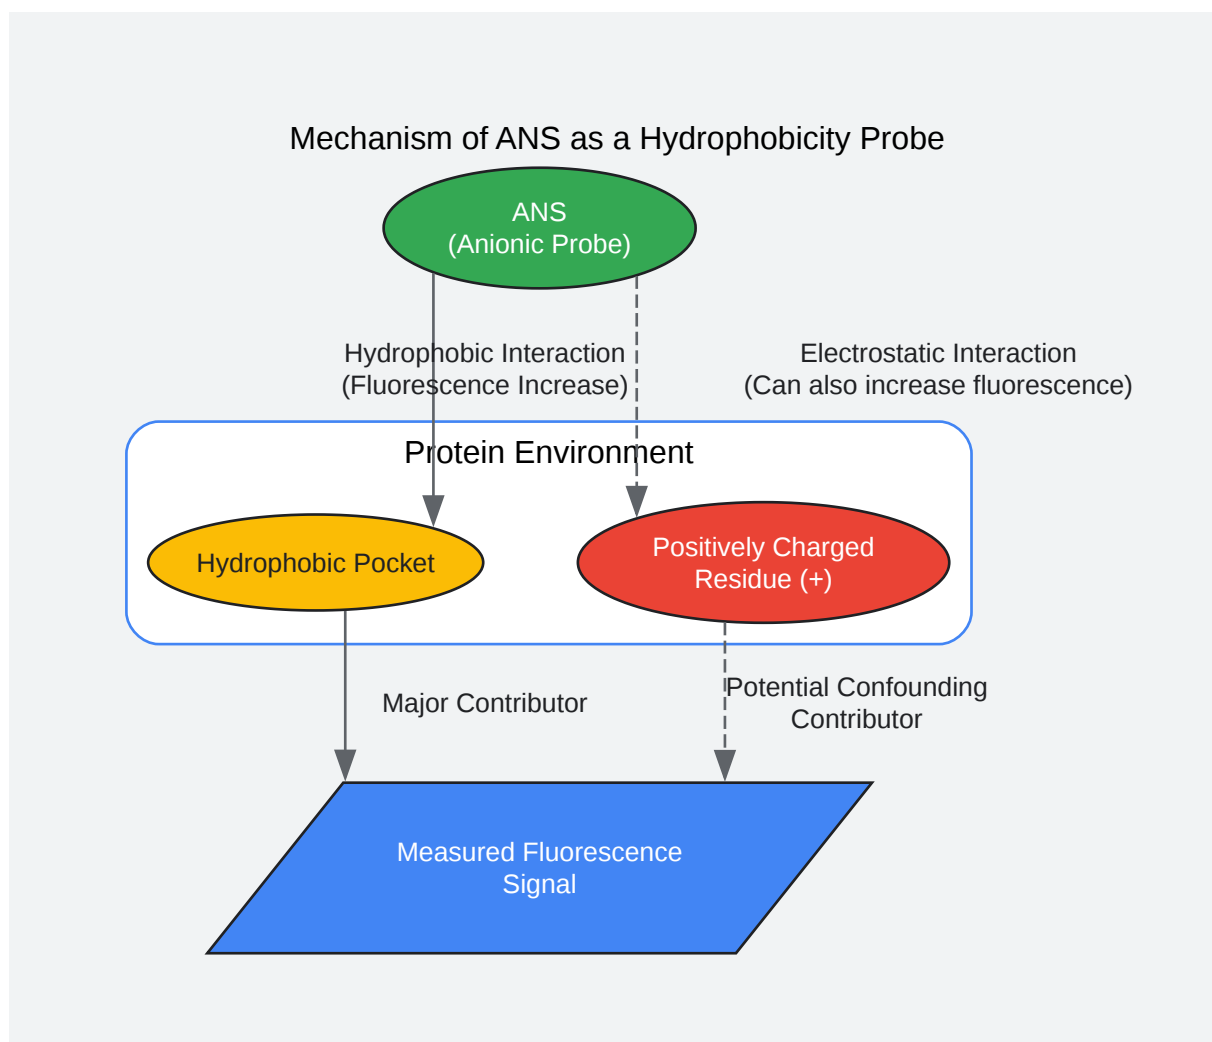 Mechanism of ANS as a Hydrophobicity Probe
ANS
(Anionic Probe)
Hydrophobic Interaction
(Fluorescence Increase)
Electrostatic Interaction
(Can also increase fluorescence)
Protein Environment
Hydrophobic Pocket
Positively Charged
Residue (+)
Major Contributor
Potential Confounding
Contributor
Measured Fluorescence
Signal